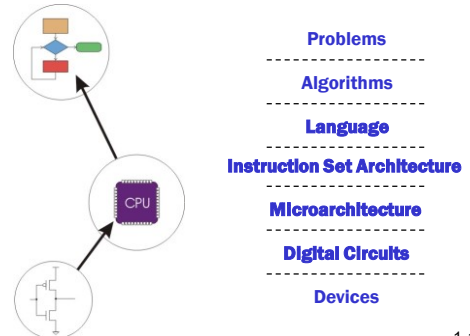 Problems
Algorithms
Language
Instruction Set Architecture
CPU
Microarchitecture
Digital Circuits
Devices